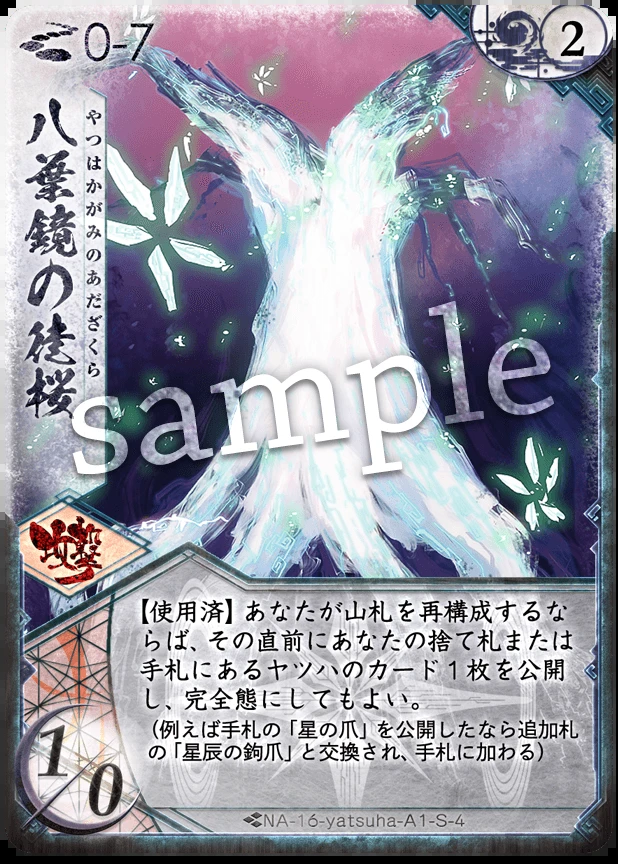 0-7
2
八葉鏡の徒桜
やつはかがみのあだざくら
sample
攻撃
【使用済】あなたが山札を再構成するな
らば、その直前にあなたの捨て札または
手札にあるヤツハのカード1枚を公開
し、完全態にしてもよい。
(例えば手札の「星の爪」を公開したなら追加札
の「星辰の鉤爪」と交換され、手札に加わる)
1/0
NA-16-yatsuha-A1-S-4